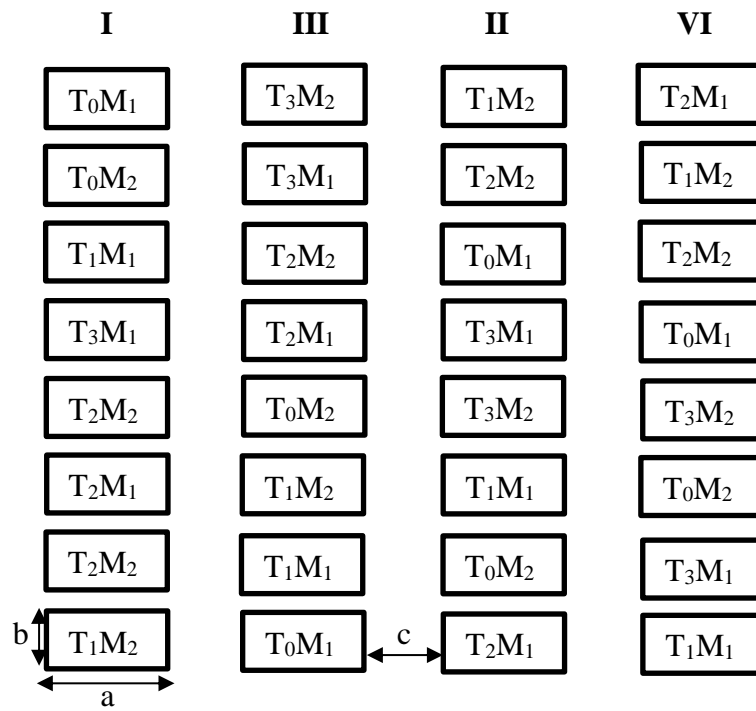 I III II VI
T₀M₁ T₃M₂ T₁M₂ T₂M₁
T₀M₂ T₃M₁ T₂M₂ T₁M₂
T₁M₁ T₂M₂ T₀M₁ T₂M₂
T₃M₁ T₂M₁ T₃M₁ T₀M₁
T₂M₂ T₀M₂ T₃M₂ T₃M₂
T₂M₁ T₁M₂ T₁M₁ T₀M₂
T₂M₂ T₁M₁ T₀M₂ T₃M₁
b T₁M₂ T₀M₁ c T₂M₁ T₁M₁
a